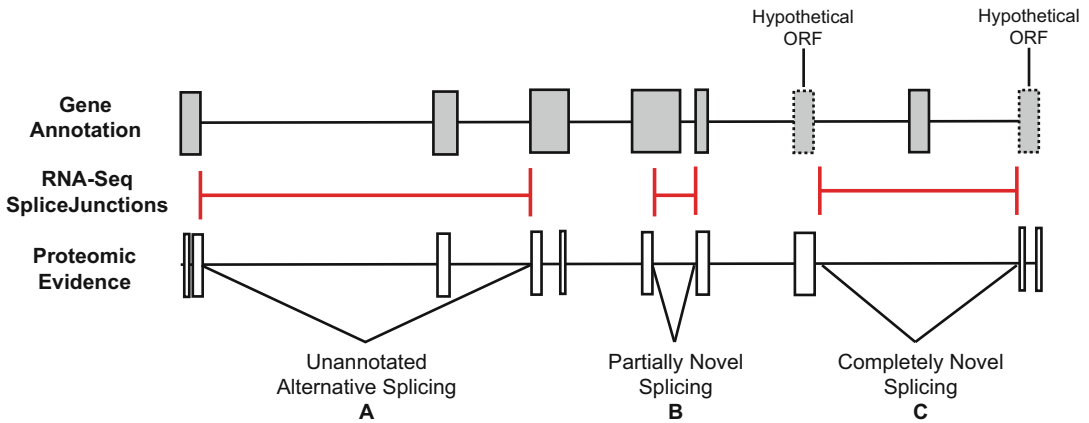 Hypothetical
ORF
Hypothetical
ORF
Gene
Annotation
RNA-Seq
SpliceJunctions
Proteomic
Evidence
Unannotated
Alternative Splicing
A
Partially Novel
Splicing
B
Completely Novel
Splicing
C